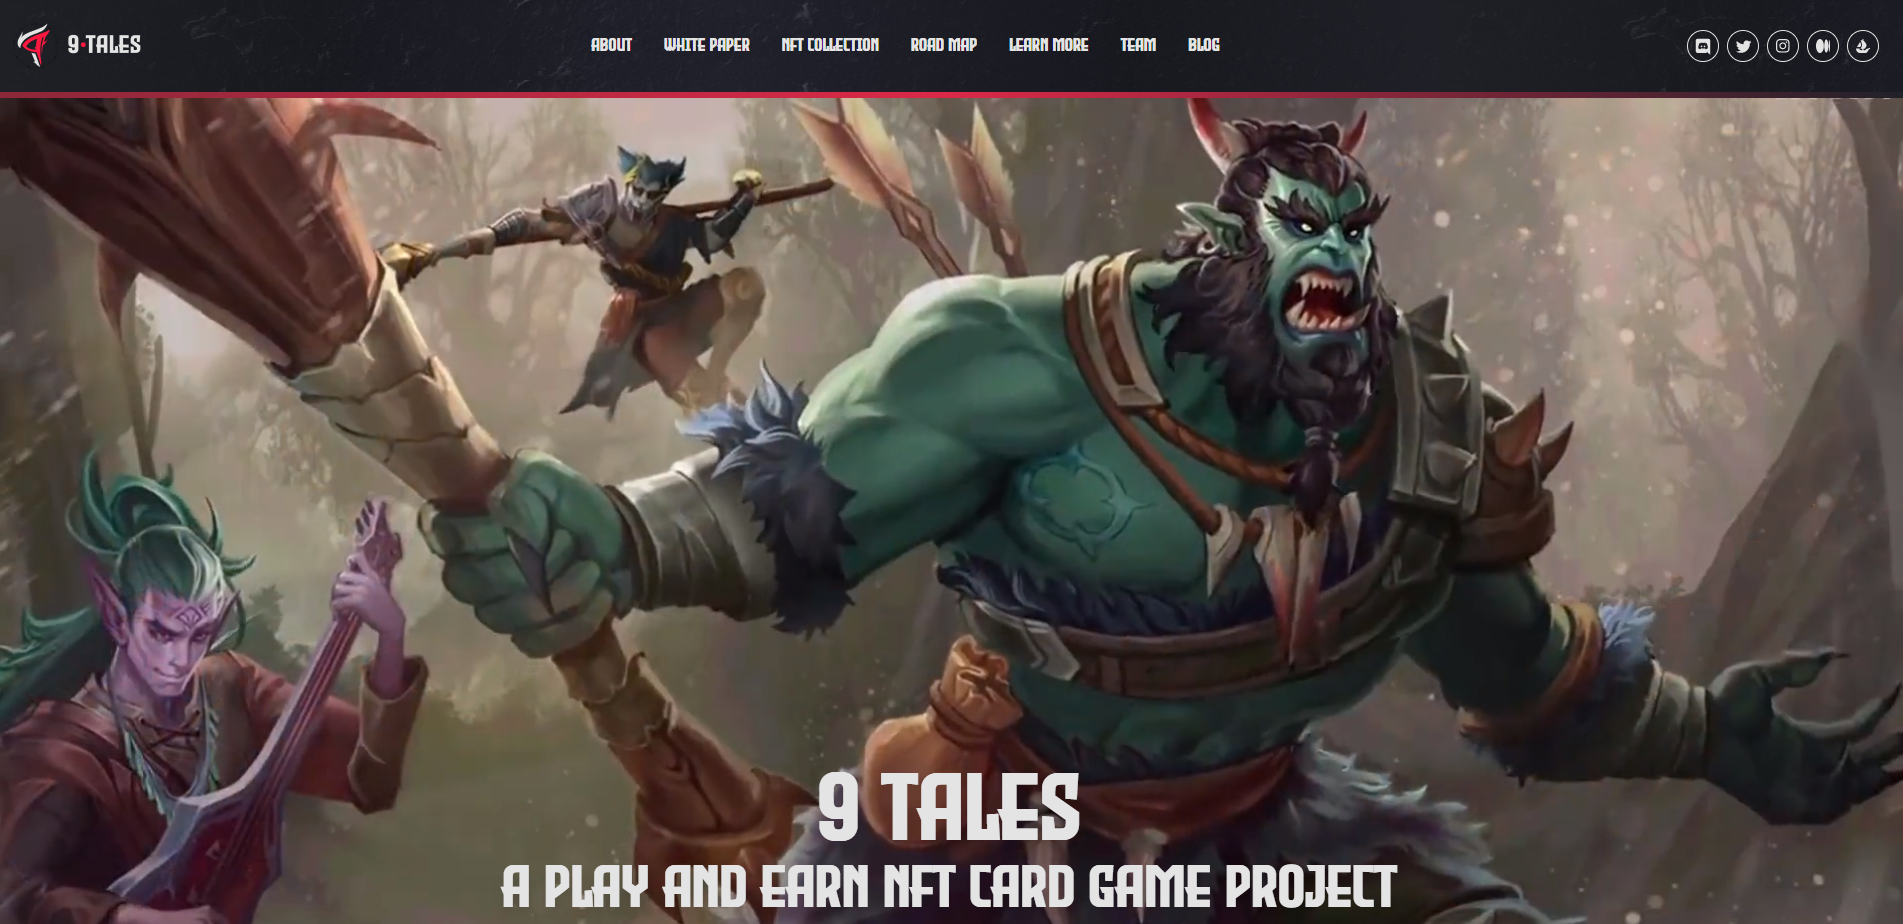 9•TALES
ABOUT
WHITE PAPER
NFT COLLECTION
ROAD MAP
LEARN MORE
TEAM
BLOG
9 TALES
A PLAY AND EARN NFT CARD GAME PROJECT